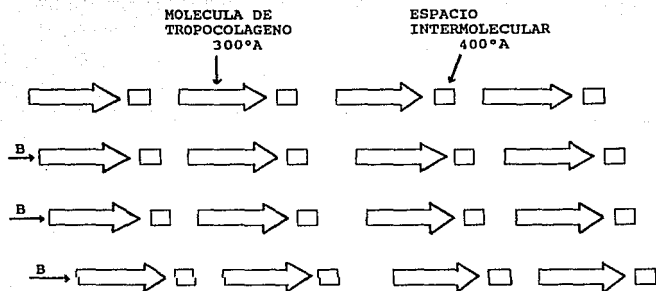 MOLECULA DE
TROPOCOLAGENO
300°A
ESPACIO
INTERMOLECULAR
400°A
B
B
B